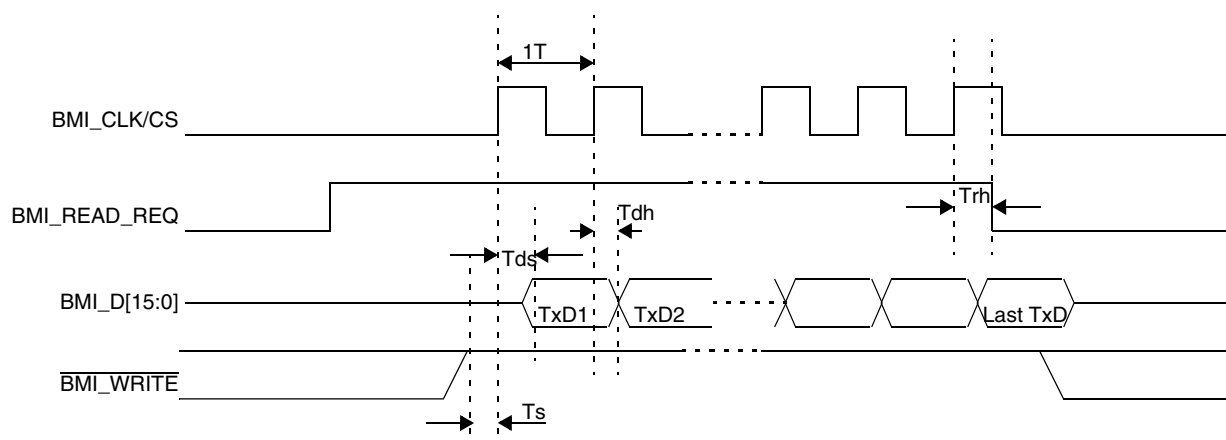 1T
BMI_CLK/CS
Trh
BMI_READ_REQ
Tdh
Tds
BMI_D[15:0]
TxD1
TxD2
Last TxD
BMI_WRITE
Ts